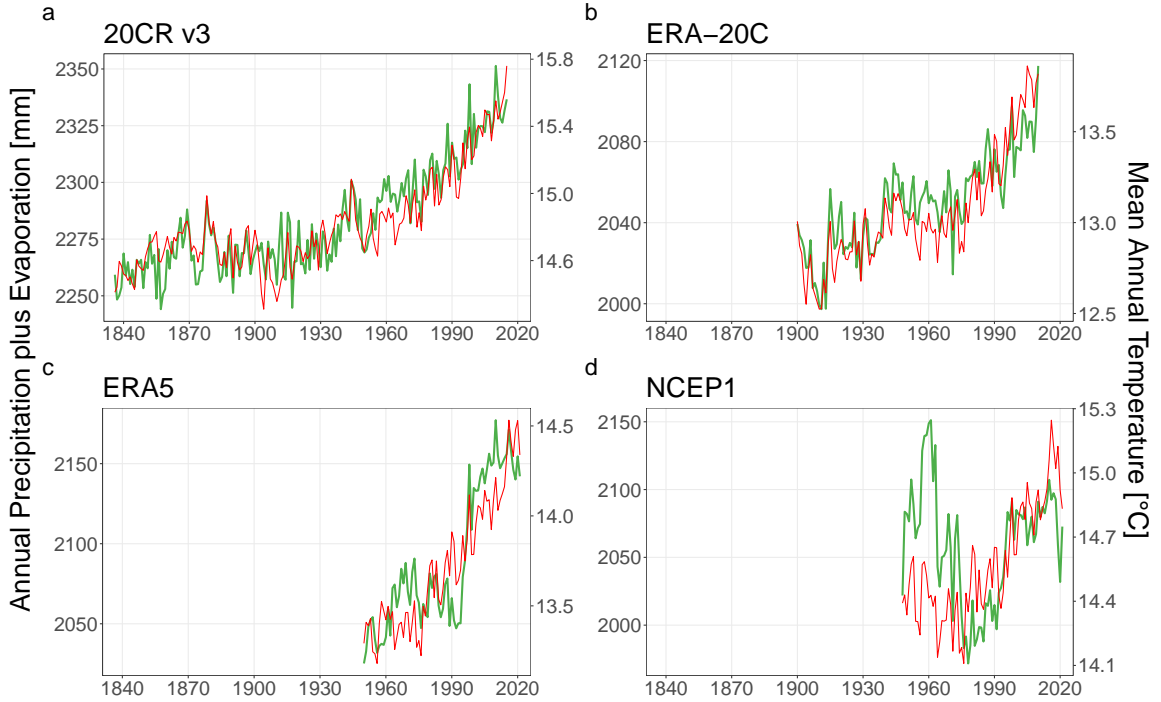 a
20CR v3
2350
2325
2300
2275
2250
15.8
15.4
15.0
14.6
1840 1870 1900 1930 1960 1990 2020
b
ERA−20C
2120
2080
2040
2000
13.5
13.0
12.5
1840 1870 1900 1930 1960 1990 2020
c
ERA5
2150
2100
2050
14.5
14.0
13.5
1840 1870 1900 1930 1960 1990 2020
d
NCEP1
2150
2100
2050
2000
15.3
15.0
14.7
14.4
14.1
1840 1870 1900 1930 1960 1990 2020
Annual Precipitation plus Evaporation [mm]
Mean Annual Temperature [°C]